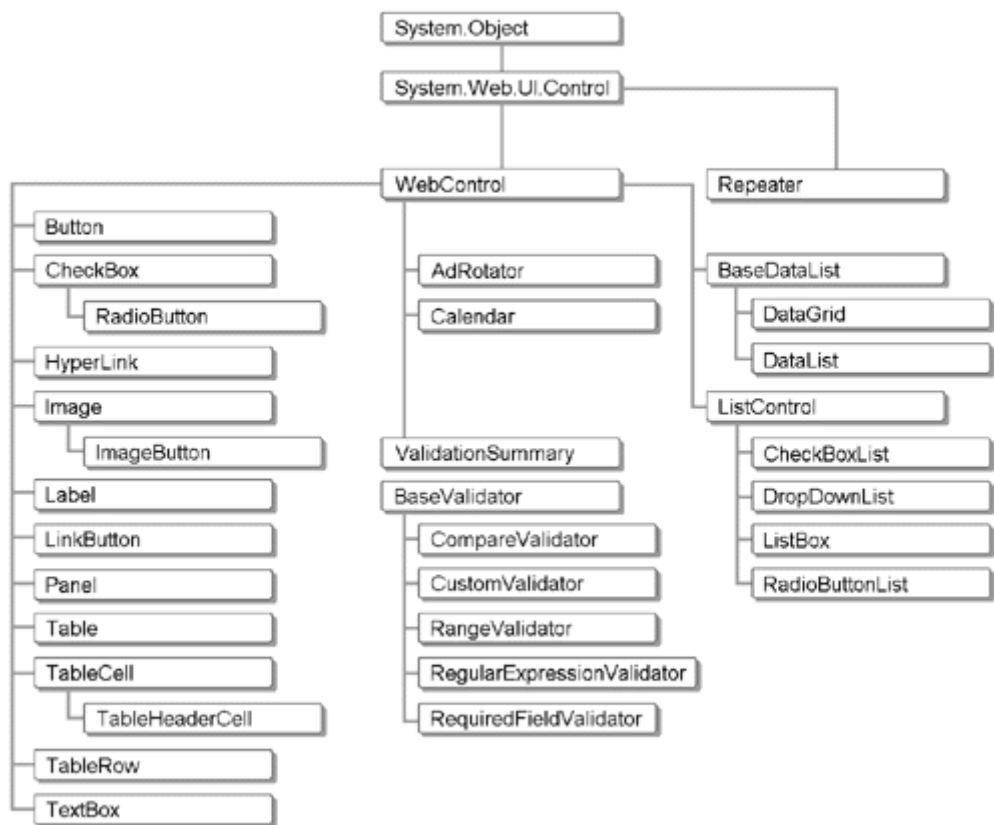 System.Object
System.Web.UI.Control
WebControl
Repeater
Button
CheckBox
RadioButton
HyperLink
Image
ImageButton
Label
LinkButton
Panel
Table
TableCell
TableHeaderCell
TableRow
TextBox
AdRotator
Calendar
ValidationSummary
BaseValidator
CompareValidator
CustomValidator
RangeValidator
RegularExpressionValidator
RequiredFieldValidator
BaseDataList
DataGrid
DataList
ListControl
CheckBoxList
DropDownList
ListBox
RadioButtonList